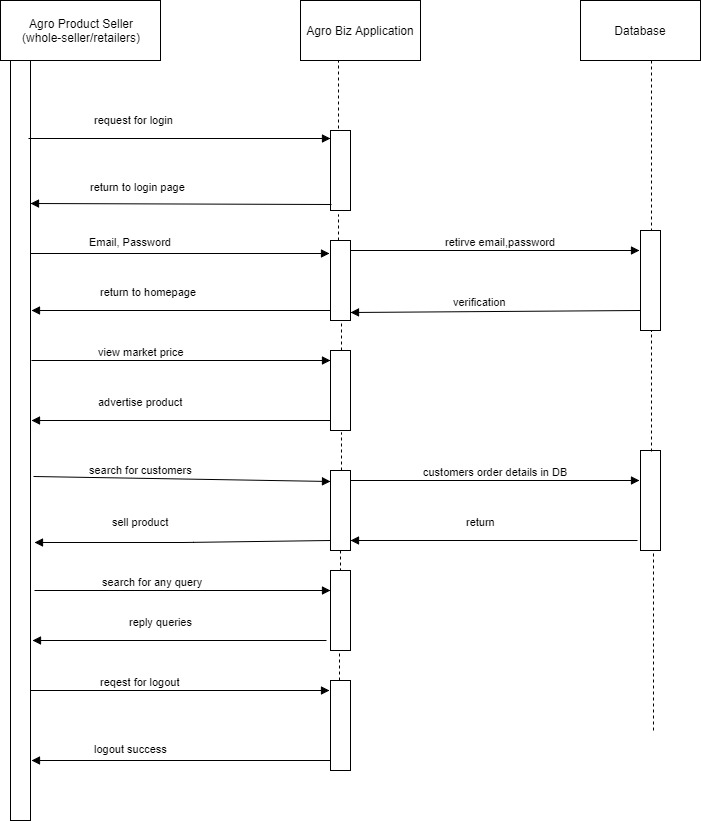 Agro Product Seller
(whole-seller/retailers)
Agro Biz Application
Database
request for login
return to login page
Email, Password
retirve email,password
return to homepage
verification
view market price
advertise product
search for customers
customers order details in DB
sell product
return
search for any query
reply queries
reqest for logout
logout success